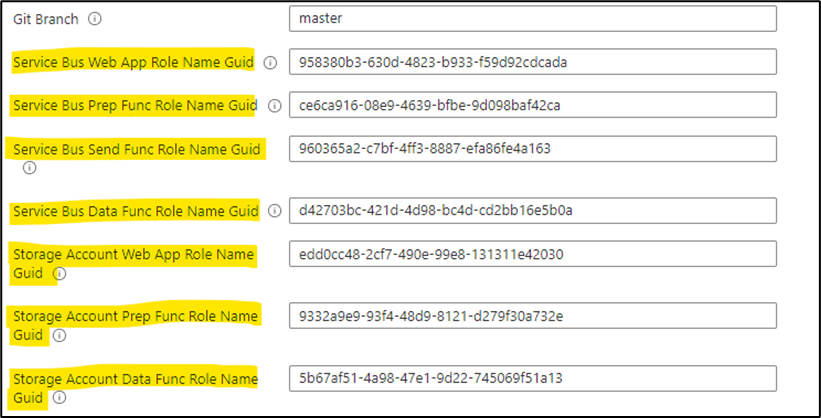 Git Branch
master
Service Bus Web App Role Name Guid
958380b3-630d-4823-b933-f59d92cdcada
Service Bus Prep Func Role Name Guid
ce6ca916-08e9-4639-bfbe-9d098baf42ca
Service Bus Send Func Role Name Guid
960365a2-c7bf-4ff3-8887-efa86fe4a163
Service Bus Data Func Role Name Guid
d42703bc-421d-4d98-bc4d-cd2bb16e5b0a
Storage Account Web App Role Name
Guid
edd0cc48-2cf7-490e-99e8-131311e42030
Storage Account Prep Func Role Name
Guid
9332a9e9-93f4-48d9-8121-d279f30a732e
Storage Account Data Func Role Name
Guid
5b67af51-4a98-47e1-9d22-745069f51a13